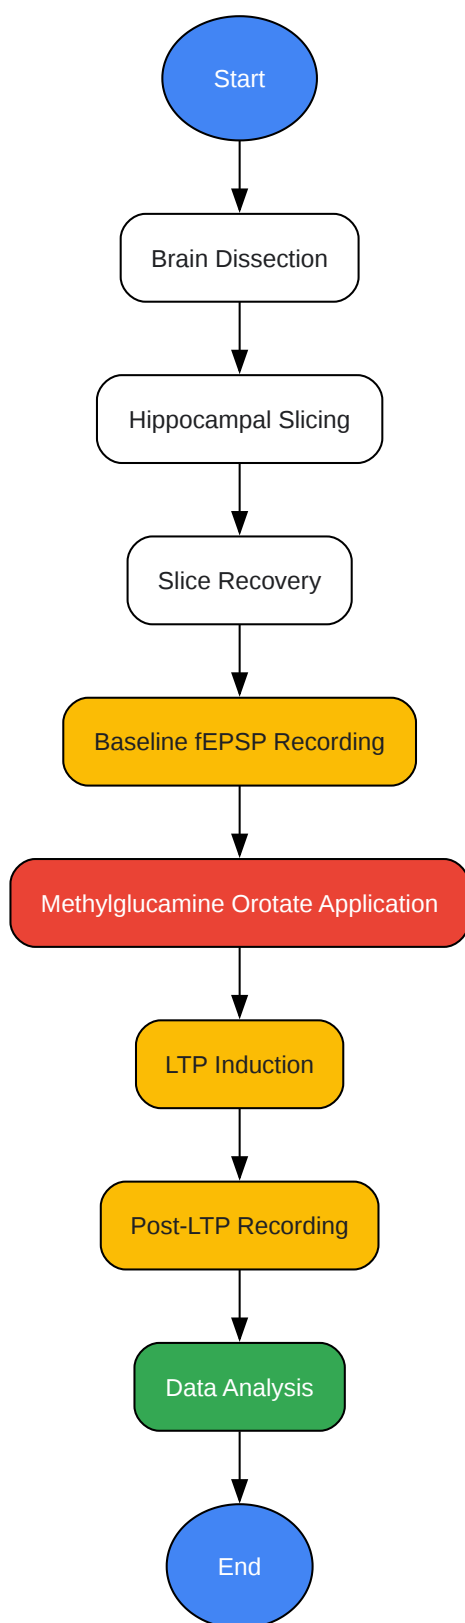 Start
Brain Dissection
Hippocampal Slicing
Slice Recovery
Baseline fEPSP Recording
Methylglucamine Orotate Application
LTP Induction
Post-LTP Recording
Data Analysis
End